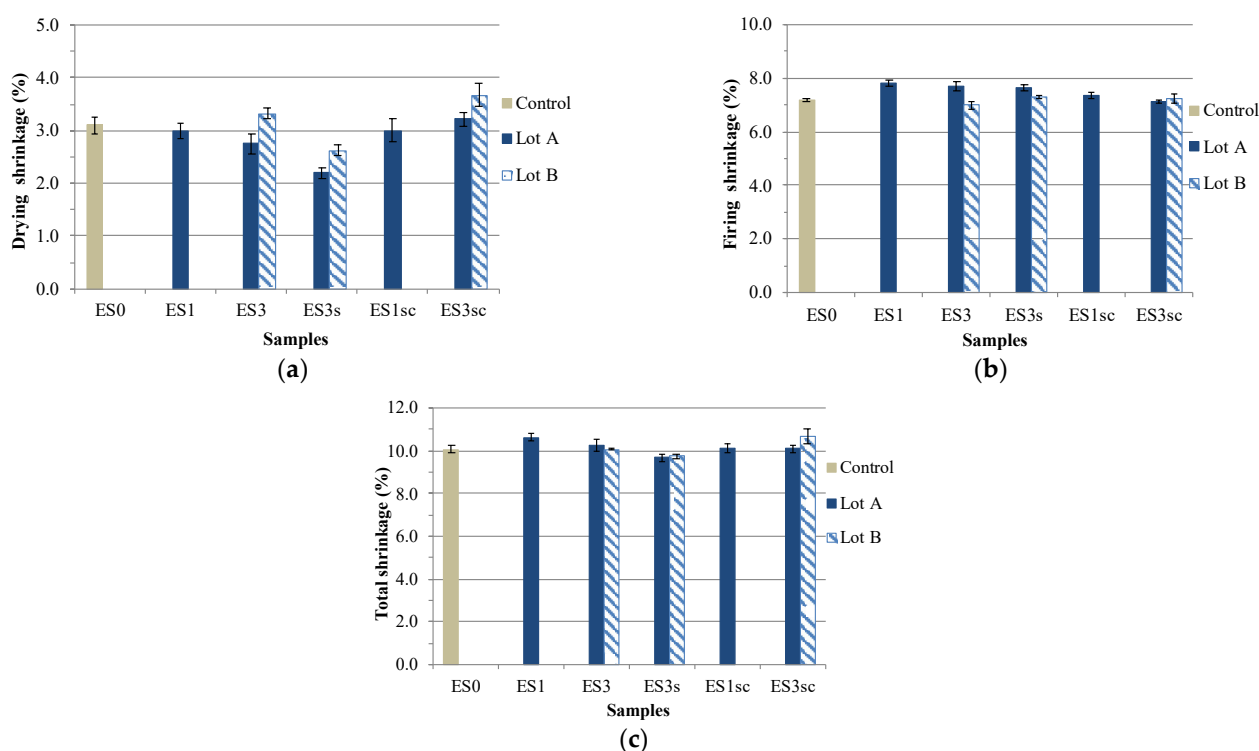 5.0
4.0
3.0
2.0
1.0
0.0
Drying shrinkage (%)
ES0 ES1 ES3 ES3s ES1sc ES3sc
Samples
Control
Lot A
Lot B
(a)
10.0
8.0
6.0
4.0
2.0
0.0
Firing shrinkage (%)
ES0 ES1 ES3 ES3s ES1sc ES3sc
Samples
Control
Lot A
Lot B
(b)
12.0
10.0
8.0
6.0
4.0
2.0
0.0
Total shrinkage (%)
ES0 ES1 ES3 ES3s ES1sc ES3sc
Samples
Control
Lot A
Lot B
(c)